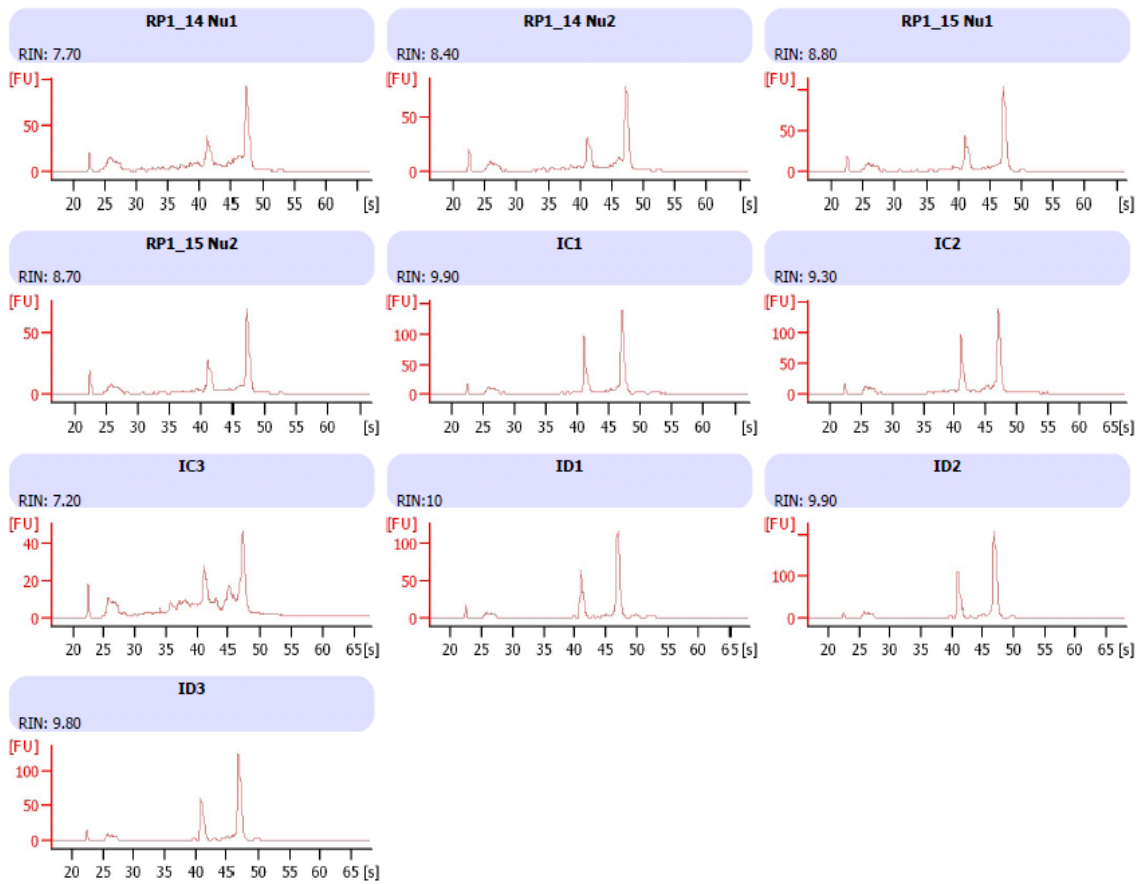 RP1_14 Nu1
RIN: 7.70
[FU]
50
0
20 25 30 35 40 45 50 55 60 [s]
RP1_14 Nu2
RIN: 8.40
[FU]
50
0
20 25 30 35 40 45 50 55 60 [s]
RP1_15 Nu1
RIN: 8.80
[FU]
50
0
20 25 30 35 40 45 50 55 60 [s]
RP1_15 Nu2
RIN: 8.70
[FU]
50
0
20 25 30 35 40 45 50 55 60 [s]
IC1
RIN: 9.90
[FU]
100
50
0
20 25 30 35 40 45 50 55 60 [s]
IC2
RIN: 9.30
[FU]
100
50
0
20 25 30 35 40 45 50 55 60 65[s]
IC3
RIN: 7.20
[FU]
40
20
0
20 25 30 35 40 45 50 55 60 65[s]
ID1
RIN:10
[FU]
100
50
0
20 25 30 35 40 45 50 55 60 65 [s]
ID2
RIN: 9.90
[FU]
100
0
20 25 30 35 40 45 50 55 60 65 [s]
ID3
RIN: 9.80
[FU]
100
50
0
20 25 30 35 40 45 50 55 60 65 [s]